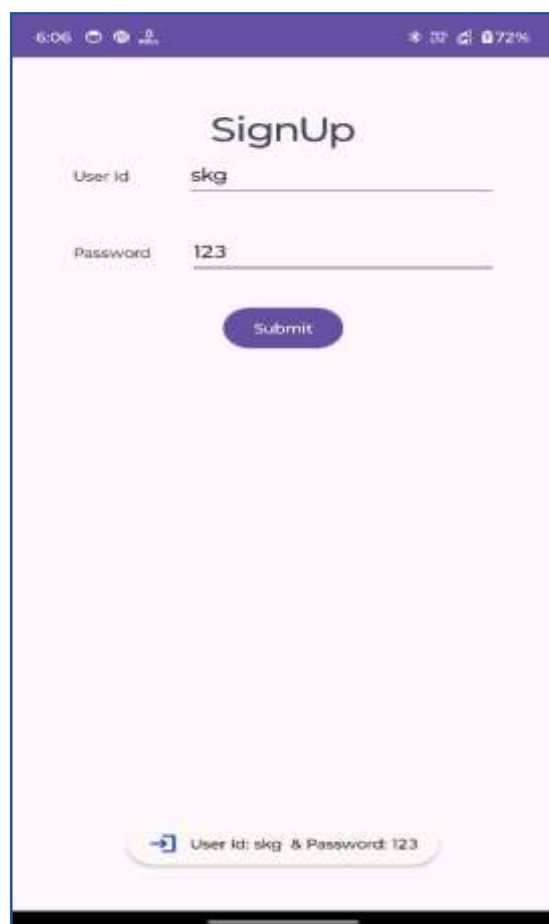 6:06 72%
SignUp
User Id skg
Password 123
Submit
User Id: skg & Password: 123